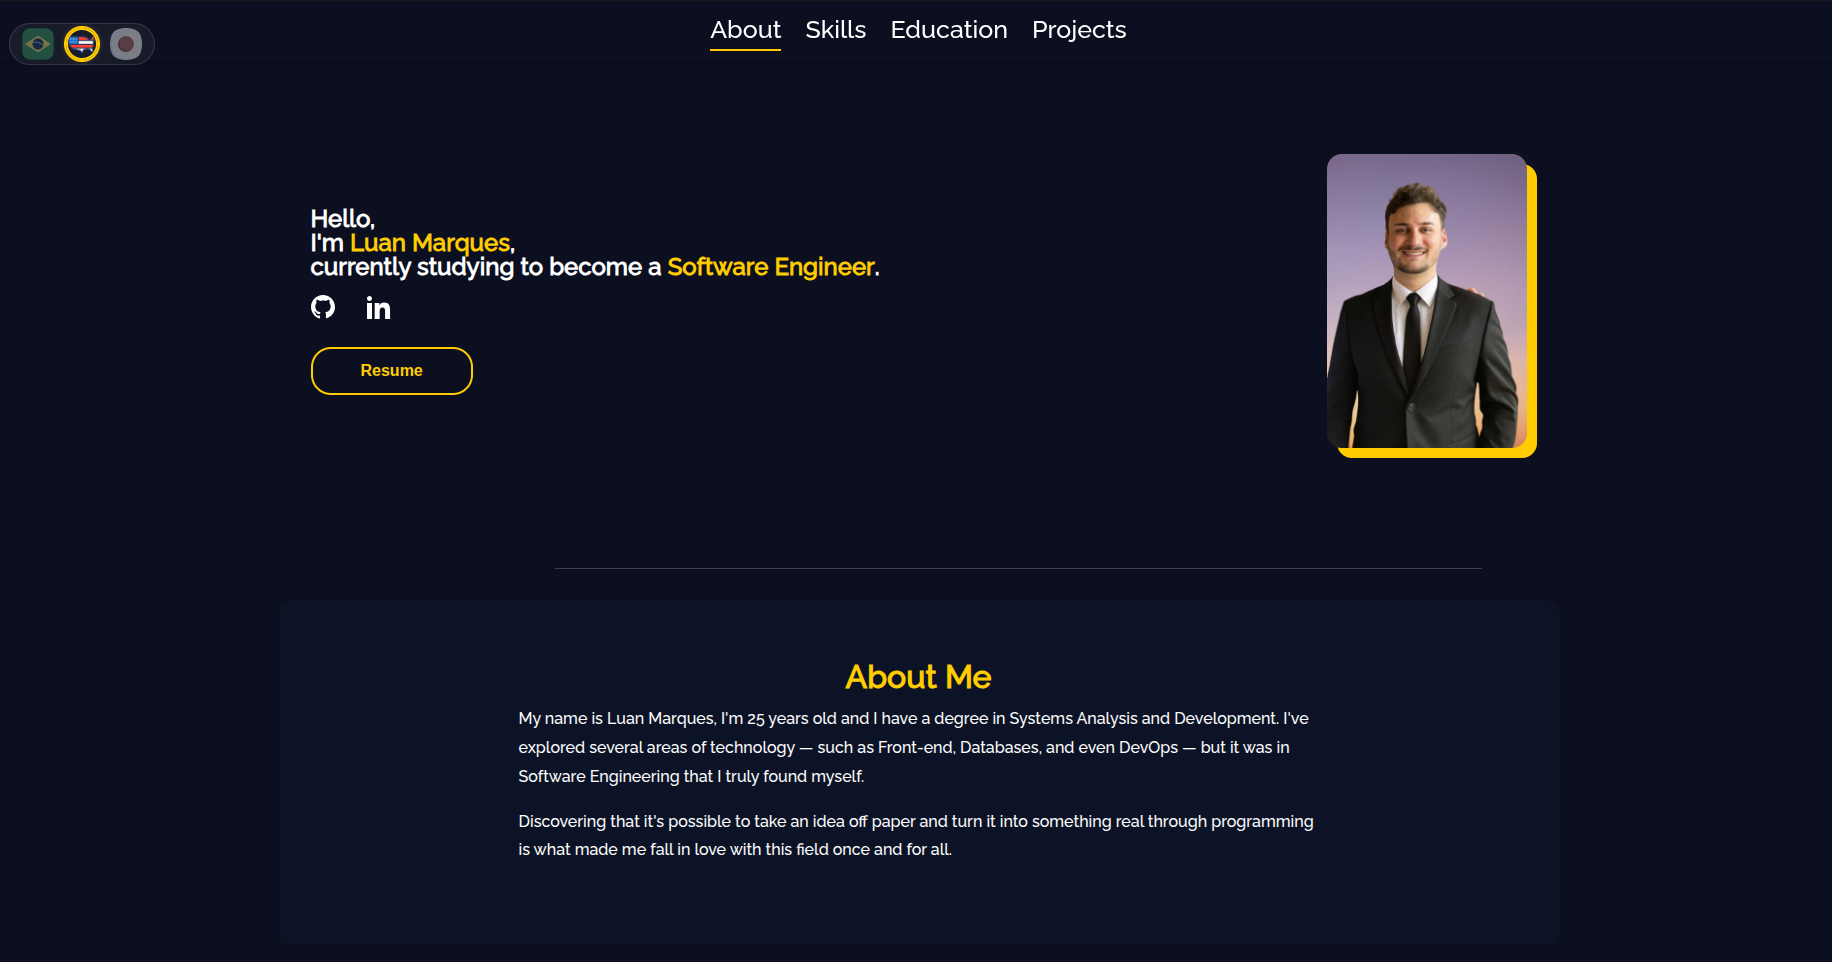 About Skills Education Projects
Hello,
I'm Luan Marques,
currently studying to become a Software Engineer.
in
Resume
About Me
My name is Luan Marques, I'm 25 years old and I have a degree in Systems Analysis and Development. I've
explored several areas of technology — such as Front-end, Databases, and even DevOps — but it was in
Software Engineering that I truly found myself.
Discovering that it's possible to take an idea off paper and turn it into something real through programming
is what made me fall in love with this field once and for all.